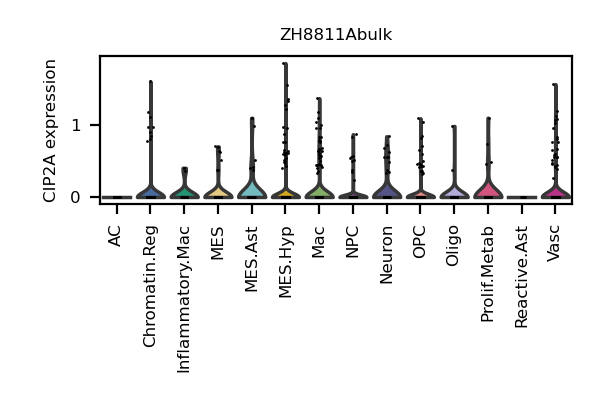 ZH8811Abulk
CIP2A expression
1
0
AC
Chromatin.Reg
Inflammatory.Mac
MES
MES.Ast
MES.Hyp
Mac
NPC
Neuron
OPC
Oligo
Prolif.Metab
Reactive.Ast
Vasc